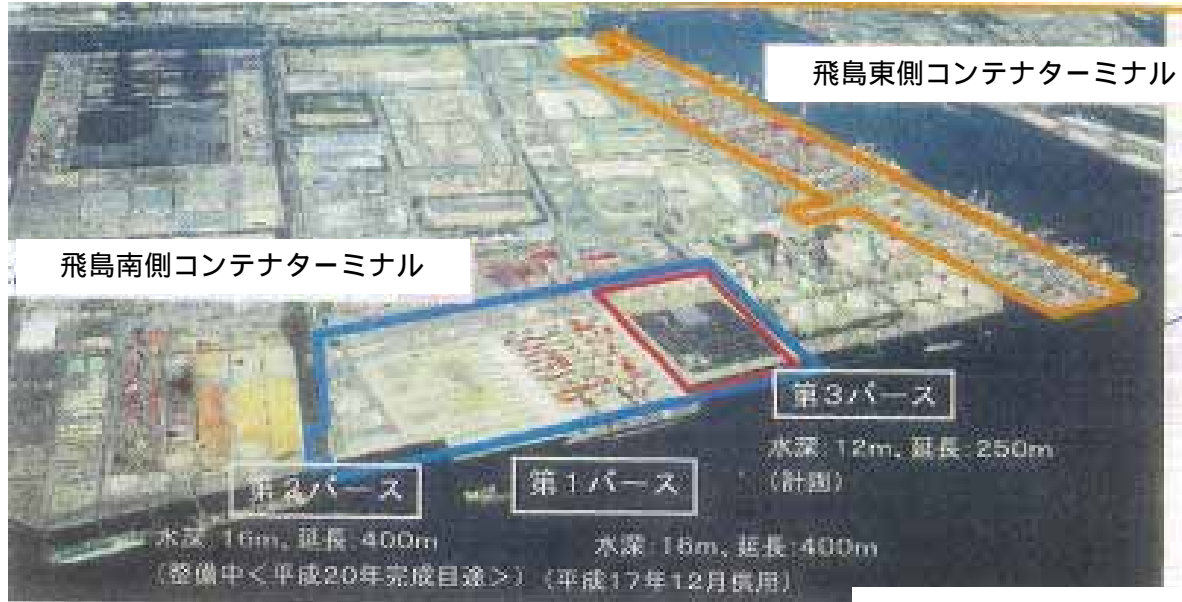 飛島東側コンテナターミナル
飛島南側コンテナターミナル
第3バース
水深:12m, 延長:250m
(計画)
第2バース
水深:16m, 延長:400m
(整備中<平成20年完成目途>)
第1バース
水深:16m, 延長:400m
(平成17年12月供用)